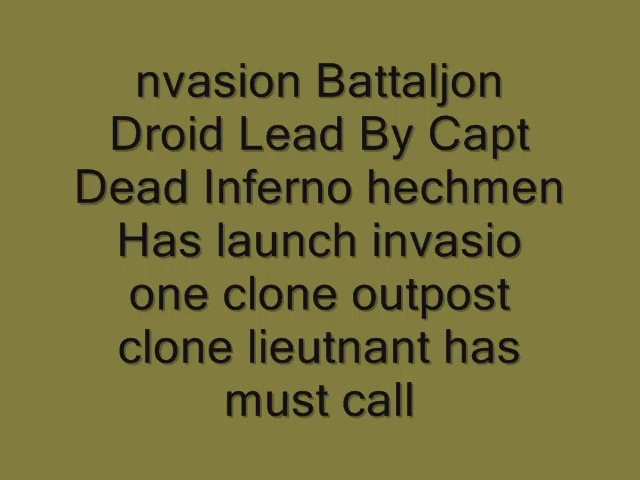 nvasion Battaljon
Droid Lead By Capt
Dead Inferno hechmen
Has launch invasio
one clone outpost
clone lieutnant has
must call